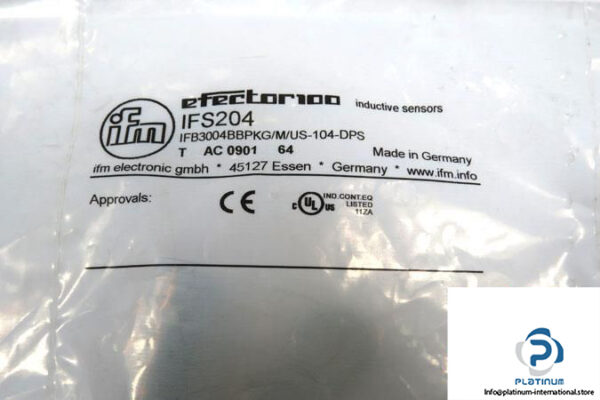 efector100 inductive sensors
ifm
IFS204
IFB3004BBPKG/M/US-104-DPS
T AC 0901 64 Made in Germany
ifm electronic gmbh * 45127 Essen * Germany * www.ifm.info
Approvals: CE c UL us IND.CONT.EQ
LISTED
11ZA
PLATINUM
Info@platinum-international.store